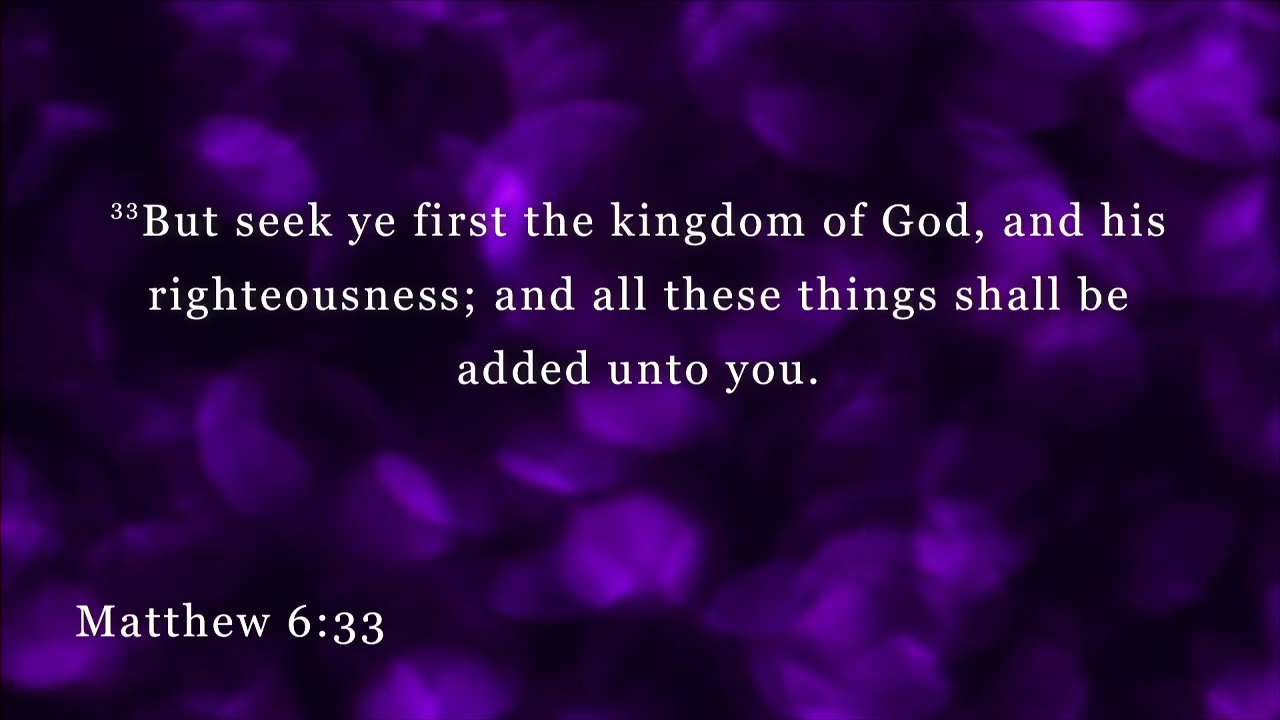 33But seek ye first the kingdom of God, and his
righteousness; and all these things shall be
added unto you.
Matthew 6:33